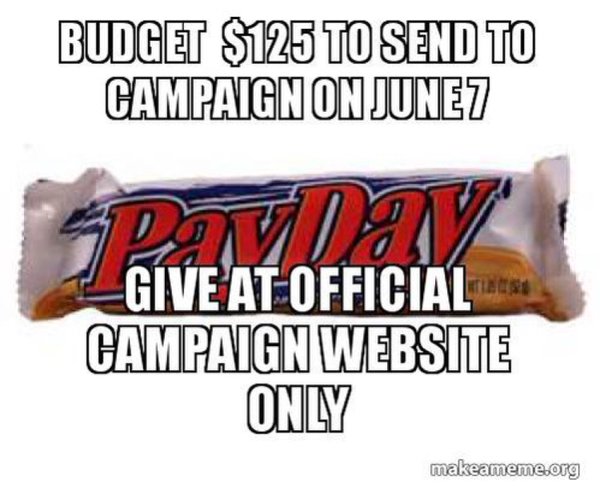 BUDGET $125 TO SEND TO
CAMPAIGN ON JUNE 7
PayDay
GIVE AT OFFICIAL
CAMPAIGN WEBSITE
ONLY
makeameme.org